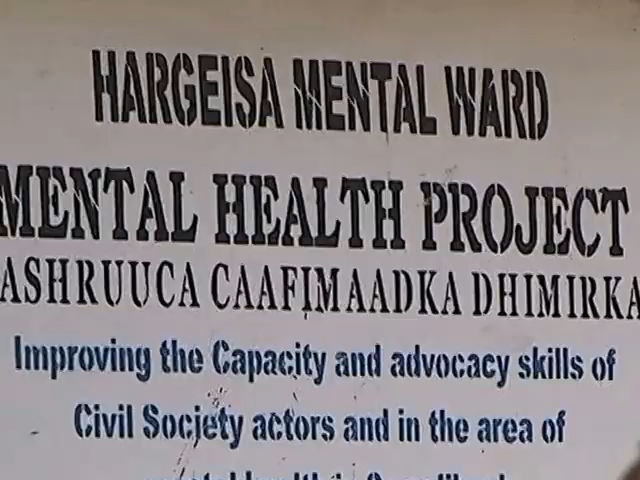 HARGEISA MENTAL WARD
MENTAL HEALTH PROJECT
ASHRUUCA CAAFIMAADKA DHIMIRKA
Improving the Capacity and advocacy skills of
Civil Society actors and in the area of